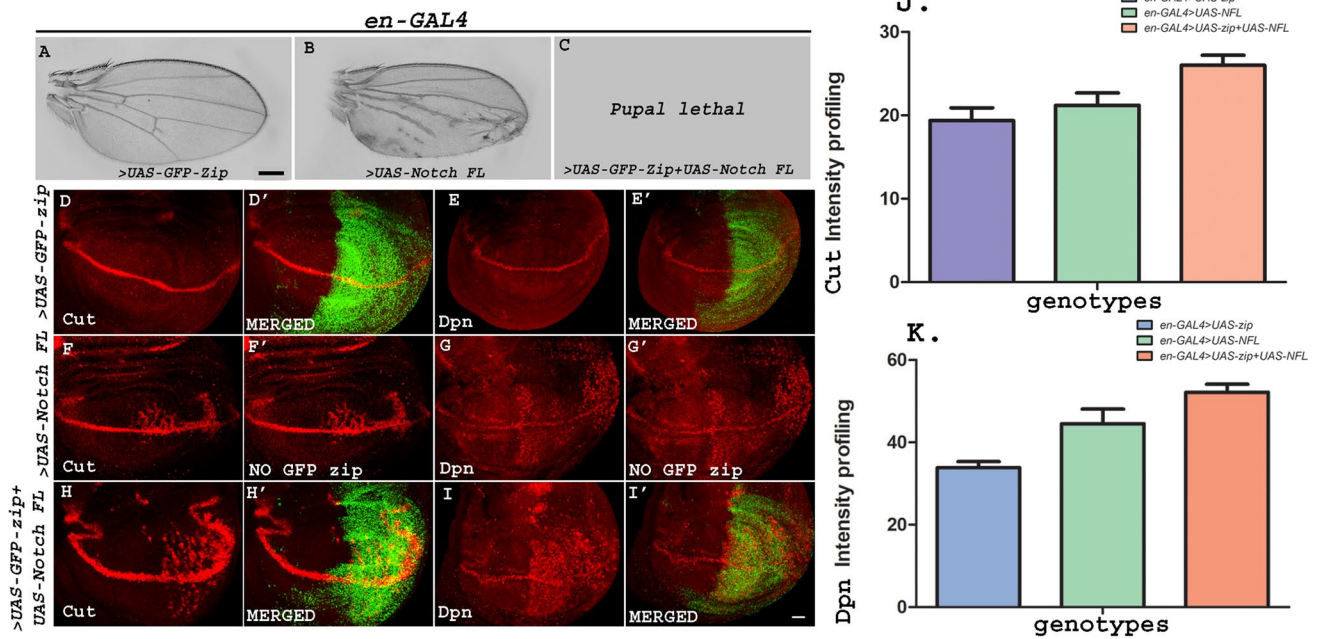 en-GAL4
A
B
C
Pupal lethal
>UAS-GFP-Zip
>UAS-Notch FL
>UAS-GFP-Zip+UAS-Notch FL
>UAS-GFP-zip
D
D'
E
E'
Cut
MERGED
Dpn
MERGED
>UAS-Notch FL
F
F'
G
G'
Cut
NO GFP zip
Dpn
NO GFP zip
>UAS-GFP-zip+
UAS-Notch FL
H
H'
I
I'
Cut
MERGED
Dpn
MERGED
J.
en-GAL4>UAS-zip
en-GAL4>UAS-NFL
en-GAL4>UAS-zip+UAS-NFL
Cut Intensity profiling
30
20
10
0
genotypes
K.
en-GAL4>UAS-zip
en-GAL4>UAS-NFL
en-GAL4>UAS-zip+UAS-NFL
Dpn Intensity profiling
60
40
20
0
genotypes